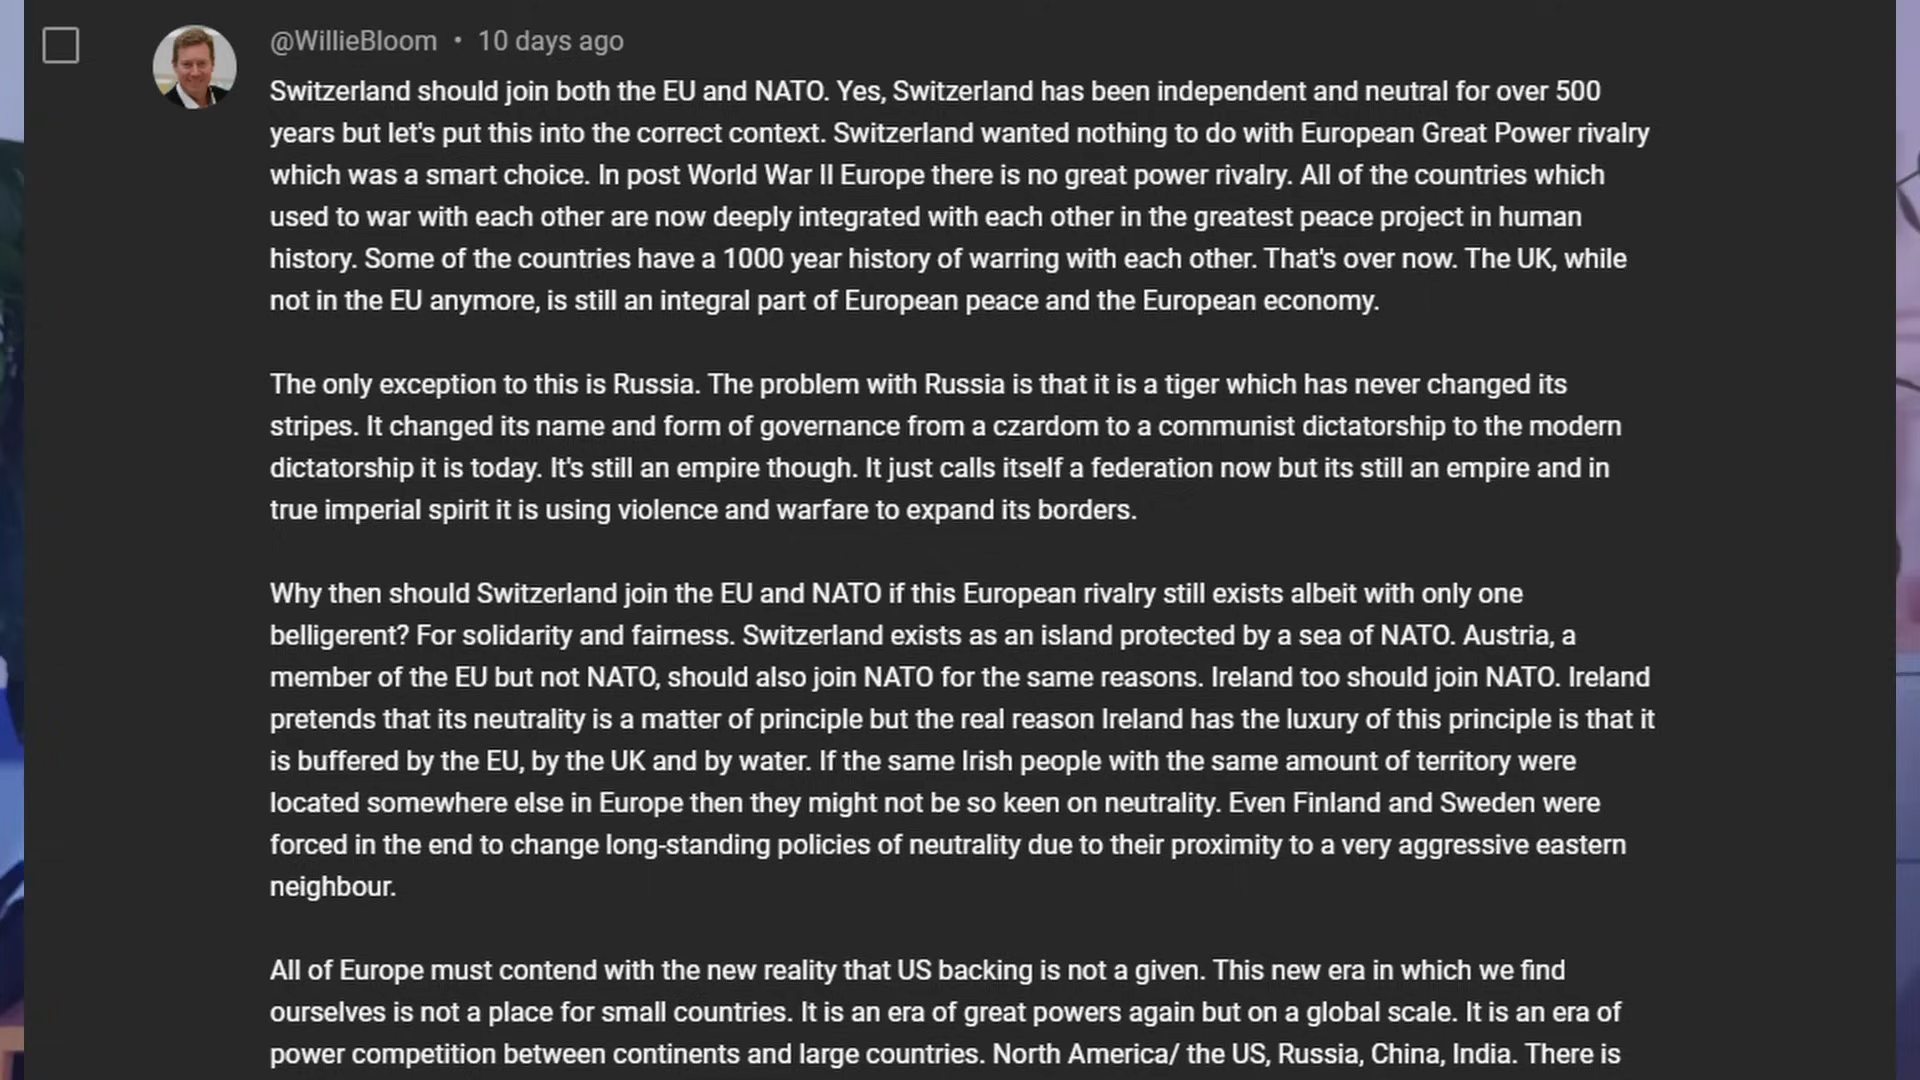 @WillieBloom • 10 days ago
Switzerland should join both the EU and NATO. Yes, Switzerland has been independent and neutral for over 500
years but let's put this into the correct context. Switzerland wanted nothing to do with European Great Power rivalry
which was a smart choice. In post World War II Europe there is no great power rivalry. All of the countries which
used to war with each other are now deeply integrated with each other in the greatest peace project in human
history. Some of the countries have a 1000 year history of warring with each other. That's over now. The UK, while
not in the EU anymore, is still an integral part of European peace and the European economy.
The only exception to this is Russia. The problem with Russia is that it is a tiger which has never changed its
stripes. It changed its name and form of governance from a czardom to a communist dictatorship to the modern
dictatorship it is today. It's still an empire though. It just calls itself a federation now but its still an empire and in
true imperial spirit it is using violence and warfare to expand its borders.
Why then should Switzerland join the EU and NATO if this European rivalry still exists albeit with only one
belligerent? For solidarity and fairness. Switzerland exists as an island protected by a sea of NATO. Austria, a
member of the EU but not NATO, should also join NATO for the same reasons. Ireland too should join NATO. Ireland
pretends that its neutrality is a matter of principle but the real reason Ireland has the luxury of this principle is that it
is buffered by the EU, by the UK and by water. If the same Irish people with the same amount of territory were
located somewhere else in Europe then they might not be so keen on neutrality. Even Finland and Sweden were
forced in the end to change long-standing policies of neutrality due to their proximity to a very aggressive eastern
neighbour.
All of Europe must contend with the new reality that US backing is not a given. This new era in which we find
ourselves is not a place for small countries. It is an era of great powers again but on a global scale. It is an era of
power competition between continents and large countries. North America/ the US, Russia, China, India. There is